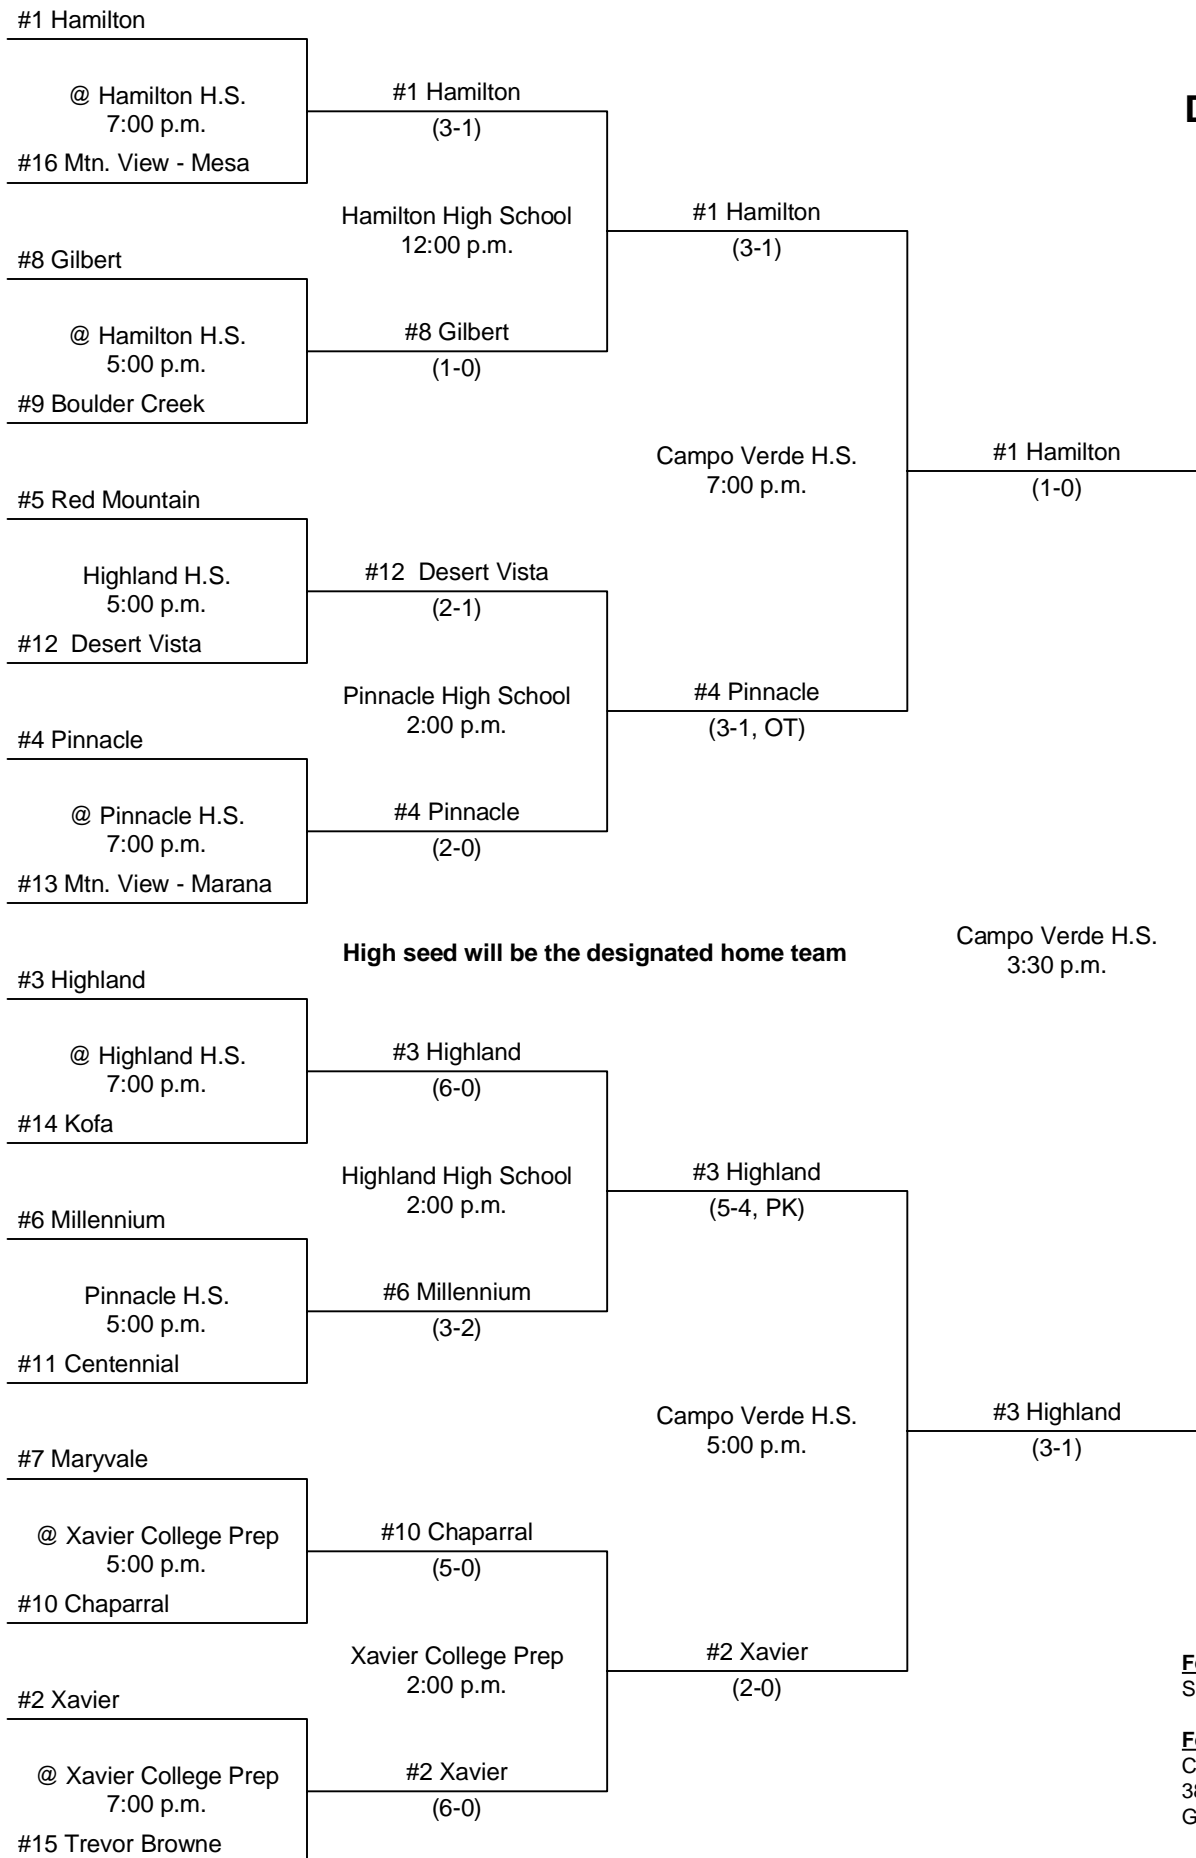 #1 Hamilton
@ Hamilton H.S.
7:00 p.m.
#16 Mtn. View - Mesa
#8 Gilbert
@ Hamilton H.S.
5:00 p.m.
#9 Boulder Creek
#5 Red Mountain
Highland H.S.
5:00 p.m.
#12  Desert Vista
#4 Pinnacle
@ Pinnacle H.S.
7:00 p.m.
#13 Mtn. View - Marana
#3 Highland
@ Highland H.S.
7:00 p.m.
#14 Kofa
#6 Millennium
Pinnacle H.S.
5:00 p.m.
#11 Centennial
#7 Maryvale
@ Xavier College Prep
5:00 p.m.
#10 Chaparral
#2 Xavier
@ Xavier College Prep
7:00 p.m.
#15 Trevor Browne
#1 Hamilton
(3-1)
Hamilton High School
12:00 p.m.
#8 Gilbert
(1-0)
#12  Desert Vista
(2-1)
Pinnacle High School
2:00 p.m.
#4 Pinnacle
(2-0)
High seed will be the designated home team
#3 Highland
(6-0)
Highland High School
2:00 p.m.
#6 Millennium
(3-2)
#10 Chaparral
(5-0)
Xavier College Prep
2:00 p.m.
#2 Xavier
(6-0)
#1 Hamilton
(3-1)
Campo Verde H.S.
7:00 p.m.
#4 Pinnacle
(3-1, OT)
#3 Highland
(5-4, PK)
Campo Verde H.S.
5:00 p.m.
#2 Xavier
(2-0)
#1 Hamilton
(1-0)
Campo Verde H.S.
3:30 p.m.
#3 Highland
(3-1)